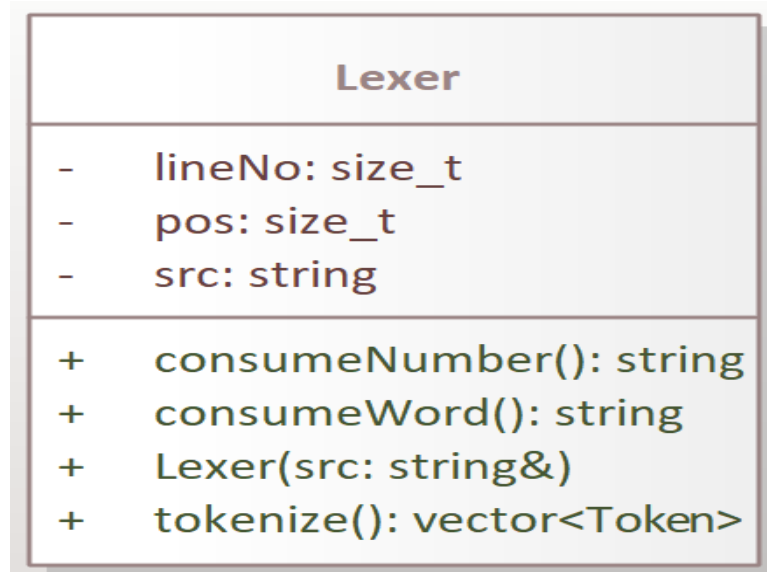 Lexer
- lineNo: size_t
- pos: size_t
- src: string
+ consumeNumber(): string
+ consumeWord(): string
+ Lexer(src: string&)
+ tokenize(): vector<Token>